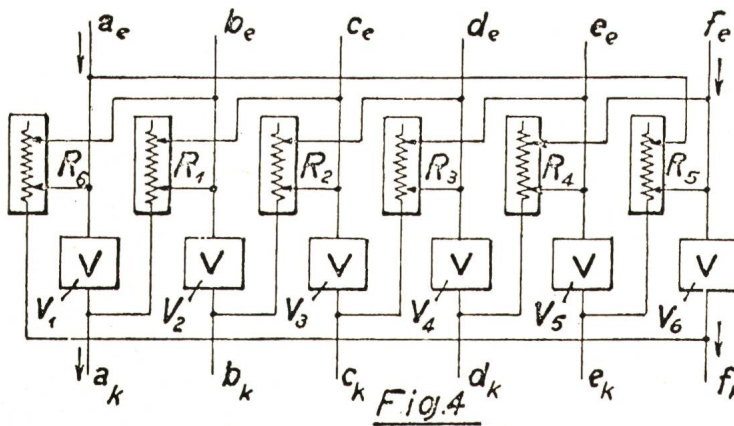 a_e b_e c_e d_e e_e f_e
R_6 R_1 R_2 R_3 R_4 R_5
V V V V V V
V_1 V_2 V_3 V_4 V_5 V_6
a_k b_k c_k d_k e_k f_k
Fig.4